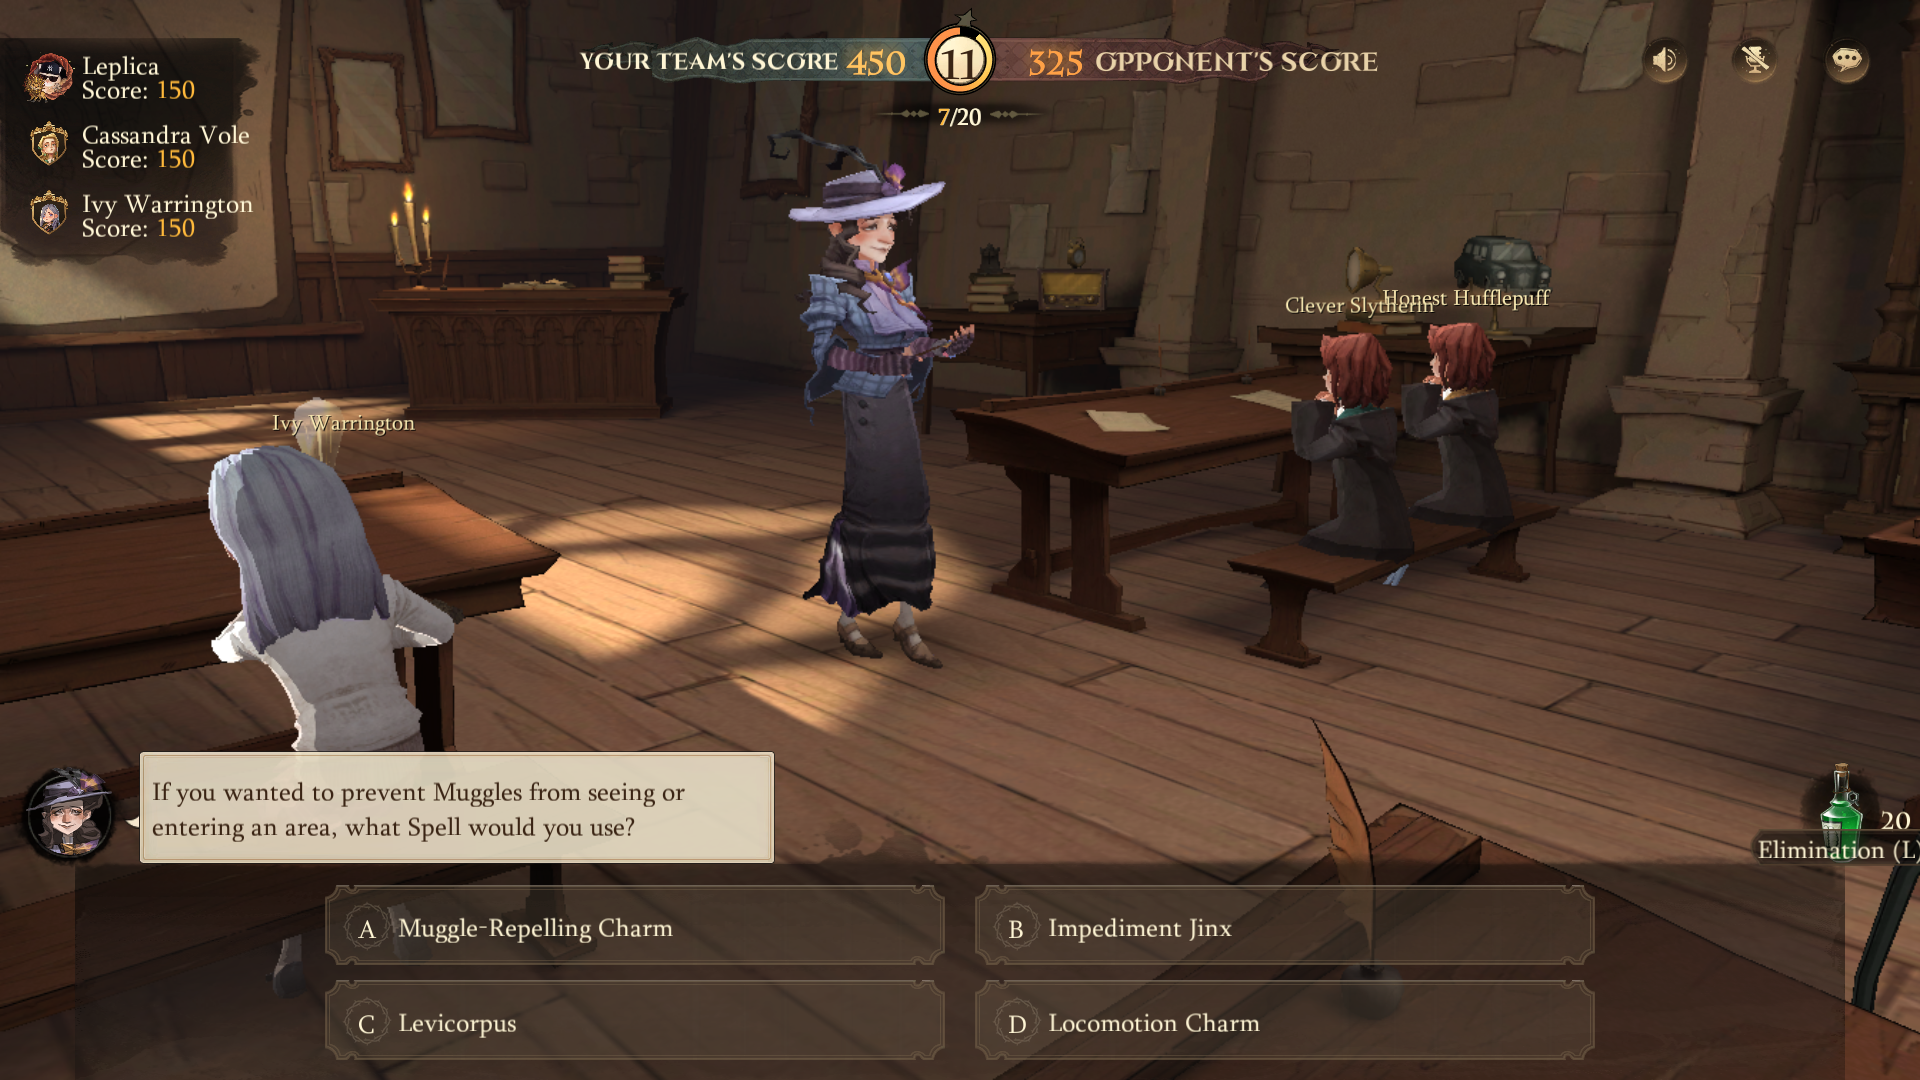 Leplica
Score: 150
Cassandra Vole
Score: 150
Ivy Warrington
Score: 150
YOUR TEAM'S SCORE 450 11 325 OPPONENT'S SCORE
7/20
Clever Slytherin
Honest Hufflepuff
Ivy Warrington
If you wanted to prevent Muggles from seeing or
entering an area, what Spell would you use?
20
Elimination (L)
A Muggle-Repelling Charm
B Impediment Jinx
C Levicorpus
D Locomotion Charm